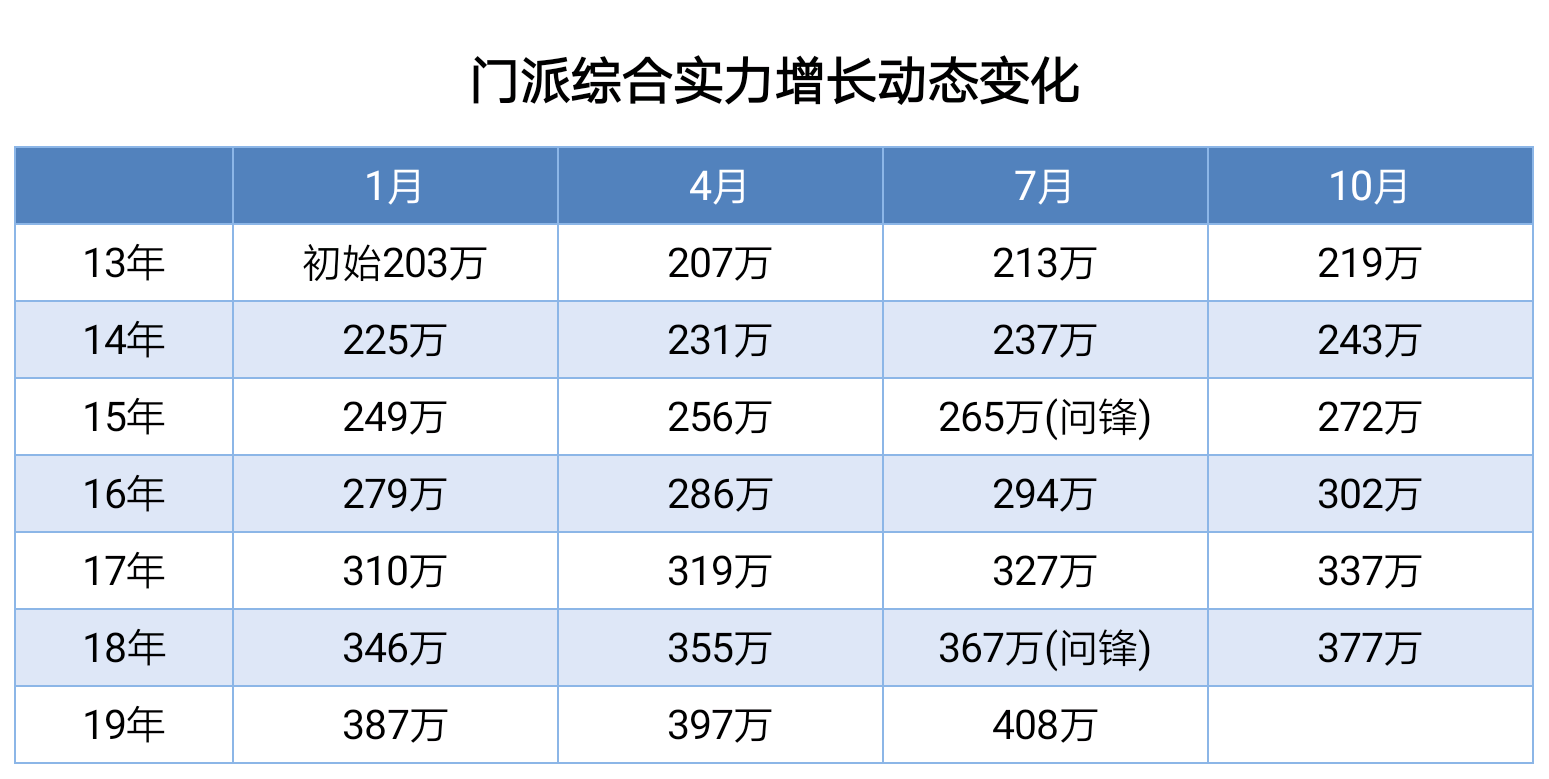 门派综合实力增长动态变化
1月 4月 7月 10月
13年 初始203万 207万 213万 219万
14年 225万 231万 237万 243万
15年 249万 256万 265万(问锋) 272万
16年 279万 286万 294万 302万
17年 310万 319万 327万 337万
18年 346万 355万 367万(问锋) 377万
19年 387万 397万 408万